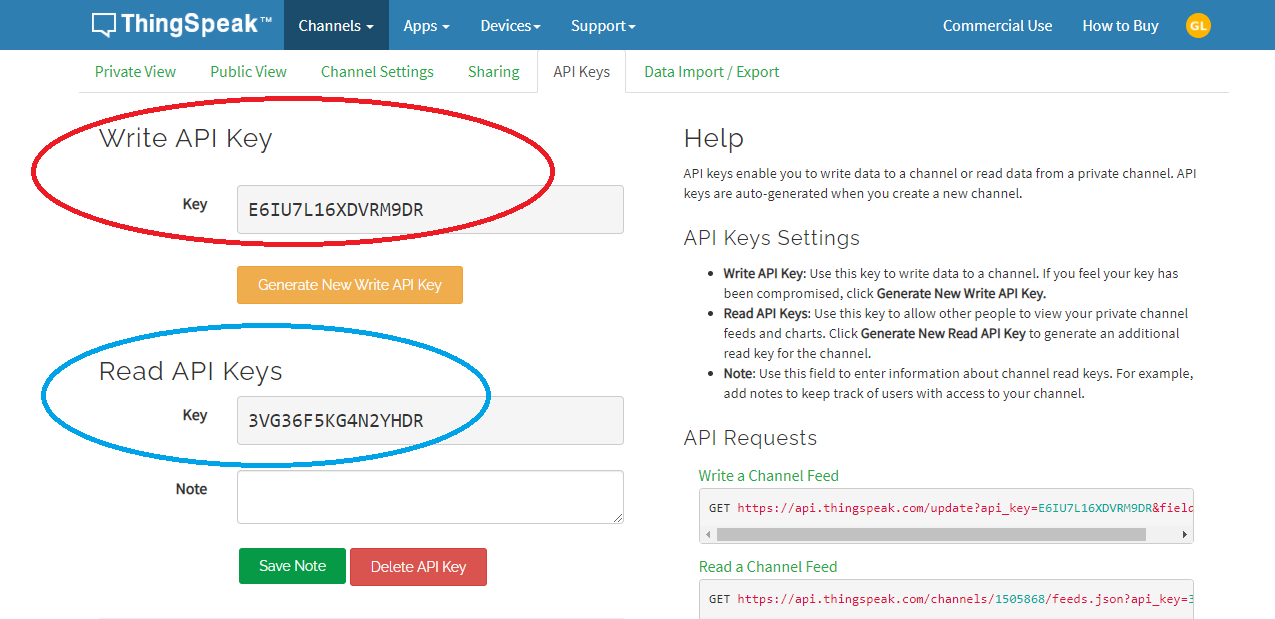 ThingSpeak™ Channels Apps Devices Support Commercial Use How to Buy GL
Private View Public View Channel Settings Sharing API Keys Data Import / Export
Write API Key
Key E6IU7L16XDVRM9DR
Generate New Write API Key
Read API Keys
Key 3VG36F5KG4N2YHDR
Note
Save Note Delete API Key
Help
API keys enable you to write data to a channel or read data from a private channel. API
keys are auto-generated when you create a new channel.
API Keys Settings
• Write API Key: Use this key to write data to a channel. If you feel your key has
been compromised, click Generate New Write API Key.
• Read API Keys: Use this key to allow other people to view your private channel
feeds and charts. Click Generate New Read API Key to generate an additional
read key for the channel.
• Note: Use this field to enter information about channel read keys. For example,
add notes to keep track of users with access to your channel.
API Requests
Write a Channel Feed
GET https://api.thingspeak.com/update?api_key=E6IU7L16XDVRM9DR&field
Read a Channel Feed
GET https://api.thingspeak.com/channels/1505868/feeds.json?api_key=3